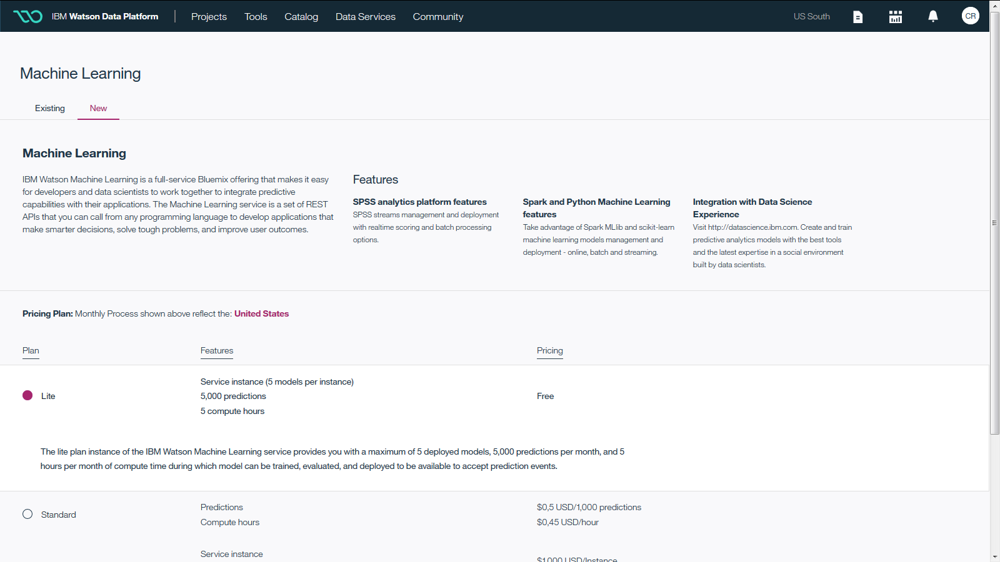 IBM Watson Data Platform
Projects
Tools
Catalog
Data Services
Community
US South
CR
Machine Learning
Existing
New
Machine Learning
IBM Watson Machine Learning is a full-service Bluemix offering that makes it easy
for developers and data scientists to work together to integrate predictive
capabilities with their applications. The Machine Learning service is a set of REST
APIs that you can call from any programming language to develop applications that
make smarter decisions, solve tough problems, and improve user outcomes.
Features
SPSS analytics platform features
SPSS streams management and deployment
with realtime scoring and batch processing
options.
Spark and Python Machine Learning
features
Take advantage of Spark MLlib and scikit-learn
machine learning models management and
deployment - online, batch and streaming.
Integration with Data Science
Experience
Visit http://datascience.ibm.com. Create and train
predictive analytics models with the best tools
and the latest expertise in a social environment
built by data scientists.
Pricing Plan: Monthly Process shown above reflect the: United States
Plan
Features
Pricing
Lite
Service instance (5 models per instance)
5,000 predictions
5 compute hours
Free
The lite plan instance of the IBM Watson Machine Learning service provides you with a maximum of 5 deployed models, 5,000 predictions per month, and 5
hours per month of compute time during which model can be trained, evaluated, and deployed to be available to accept prediction events.
Standard
Predictions
Compute hours
$0,5 USD/1,000 predictions
$0,45 USD/hour
Service instance
$1000 USD/Instance